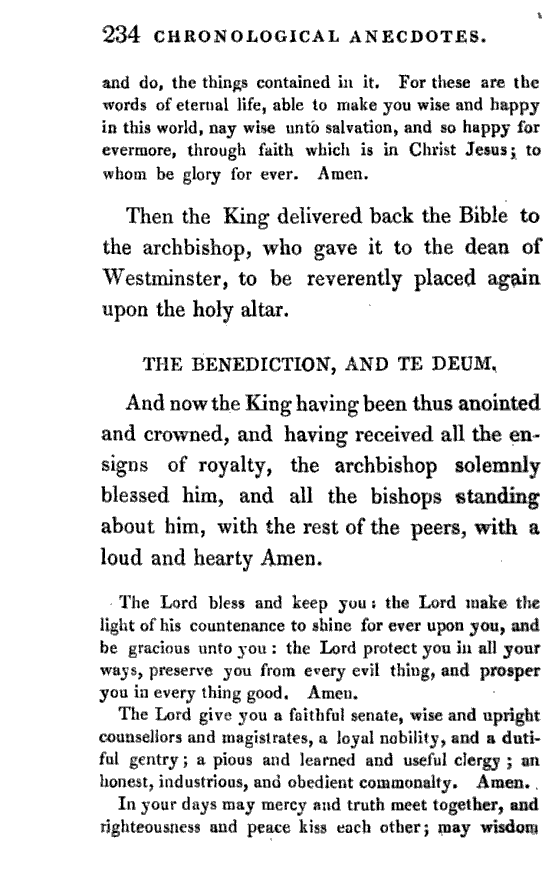 234 CHRONOLOGICAL ANECDOTES.
and do, the things contained in it. For these are the
words of eternal life, able to make you wise and happy
in this world, nay wise unto salvation, and so happy for
evermore, through faith which is in Christ Jesus; to
whom be glory for ever. Amen.
Then the King delivered back the Bible to
the archbishop, who gave it to the dean of
Westminster, to be reverently placed again
upon the holy altar.
THE BENEDICTION, AND TE DEUM.
And now the King having been thus anointed
and crowned, and having received all the en-
signs of royalty, the archbishop solemnly
blessed him, and all the bishops standing
about him, with the rest of the peers, with a
loud and hearty Amen.
The Lord bless and keep you: the Lord make the
light of his countenance to shine for ever upon you, and
be gracious unto you: the Lord protect you in all your
ways, preserve you from every evil thing, and prosper
you in every thing good. Amen.
The Lord give you a faithful senate, wise and upright
counsellors and magistrates, a loyal nobility, and a duti-
ful gentry; a pious and learned and useful clergy; an
honest, industrious, and obedient commonalty. Amen.
In your days may mercy and truth meet together, and
righteousness and peace kiss each other; may wisdom